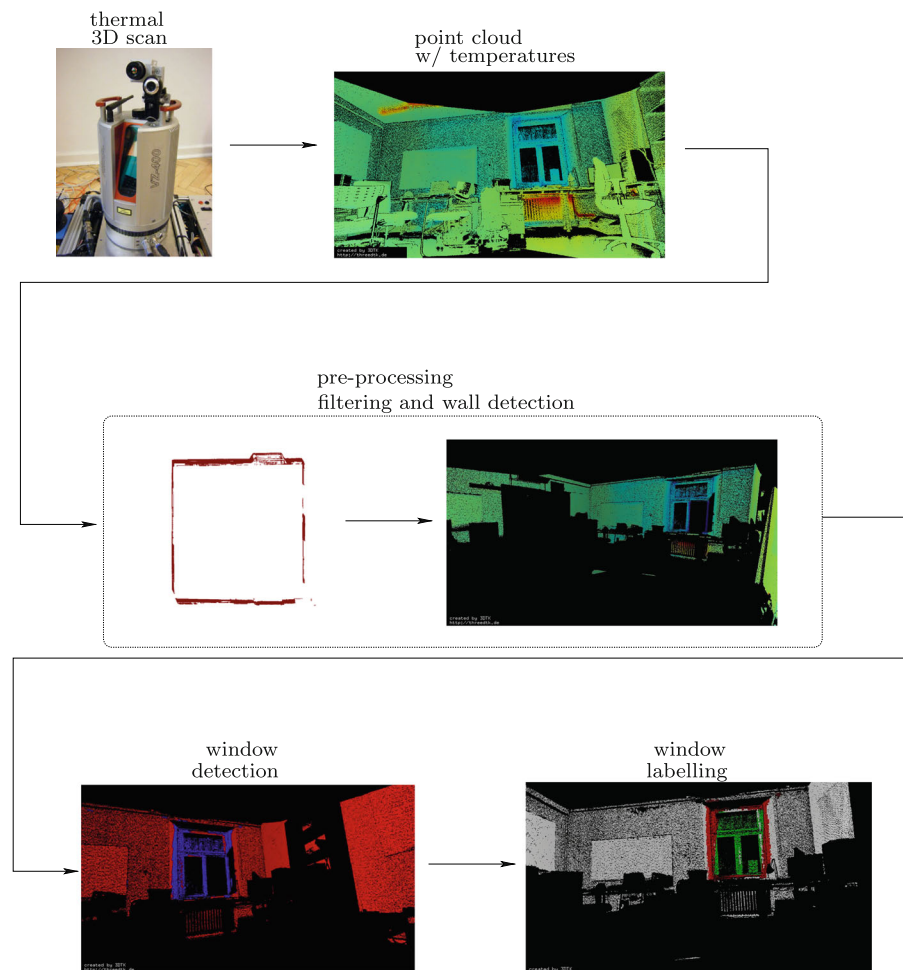 thermal
3D scan
point cloud
w/ temperatures
VZ-400
created by 3DTK
http://threedtk.de
pre-processing
filtering and wall detection
created by 3DTK
http://threedtk.de
window
detection
window
labelling
created by 3DTK
created by 3DTK